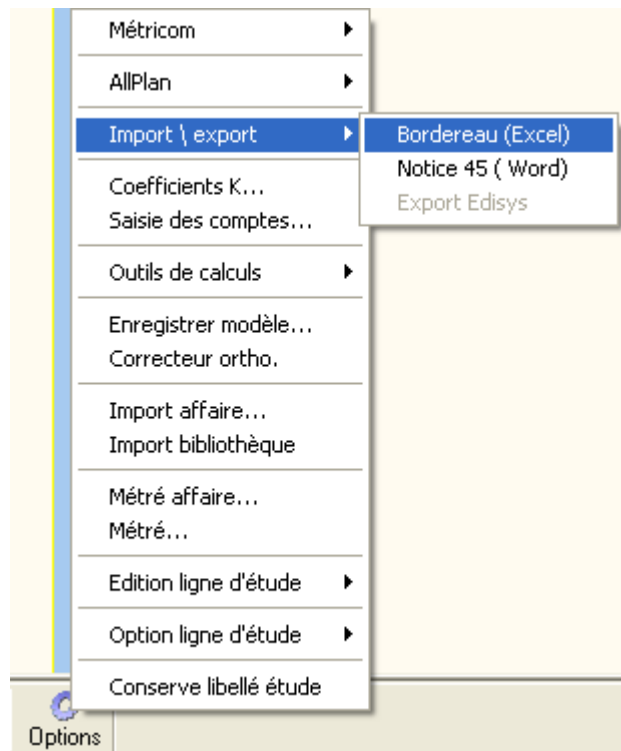 Métricom
AllPlan
Import \ export
Bordereau (Excel)
Notice 45 ( Word)
Export Edisys
Coefficients K...
Saisie des comptes...
Outils de calculs
Enregistrer modèle...
Correcteur ortho.
Import affaire...
Import bibliothèque
Métré affaire...
Métré...
Edition ligne d'étude
Option ligne d'étude
Conserve libellé étude
Options